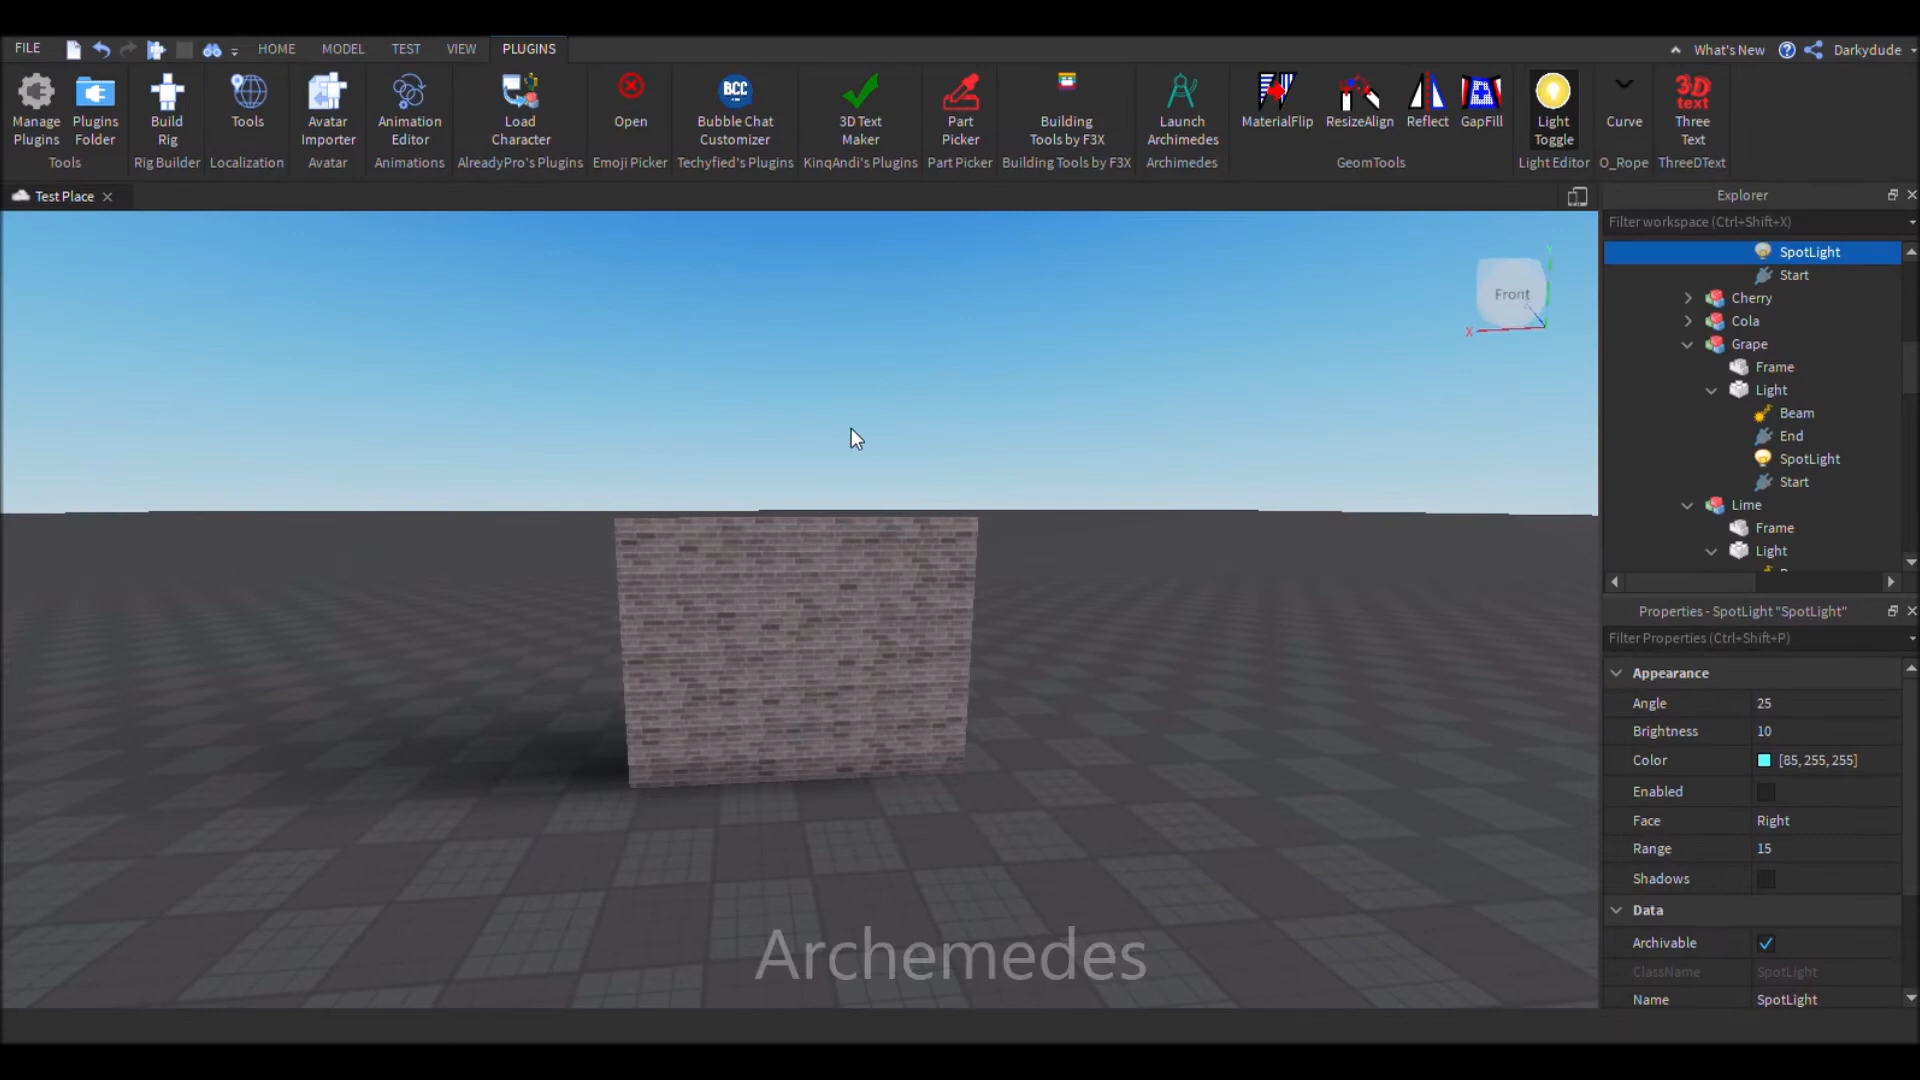 FILE HOME MODEL TEST VIEW PLUGINS What's New Darkydude
Manage Plugins Plugins Folder Build Rig Tools Avatar Importer Animation Editor Load Character Open BCC Bubble Chat Customizer 3D Text Maker Part Picker Building Tools by F3X Launch Archimedes MaterialFlip ResizeAlign Reflect GapFill Light Toggle Curve 3D text Three Text
Tools Rig Builder Localization Avatar Animations AlreadyPro's Plugins Emoji Picker Techyfied's Plugins KinqAndi's Plugins Part Picker Building Tools by F3X Archimedes GeomTools Light Editor O_Rope ThreeDText
Test Place
Front
X
Y
Archemedes
Explorer
Filter workspace (Ctrl+Shift+X)
SpotLight
Start
Cherry
Cola
Grape
Frame
Light
Beam
End
SpotLight
Start
Lime
Frame
Light
Properties - SpotLight "SpotLight"
Filter Properties (Ctrl+Shift+P)
Appearance
Angle 25
Brightness 10
Color [85, 255, 255]
Enabled
Face Right
Range 15
Shadows
Data
Archivable
ClassName SpotLight
Name SpotLight